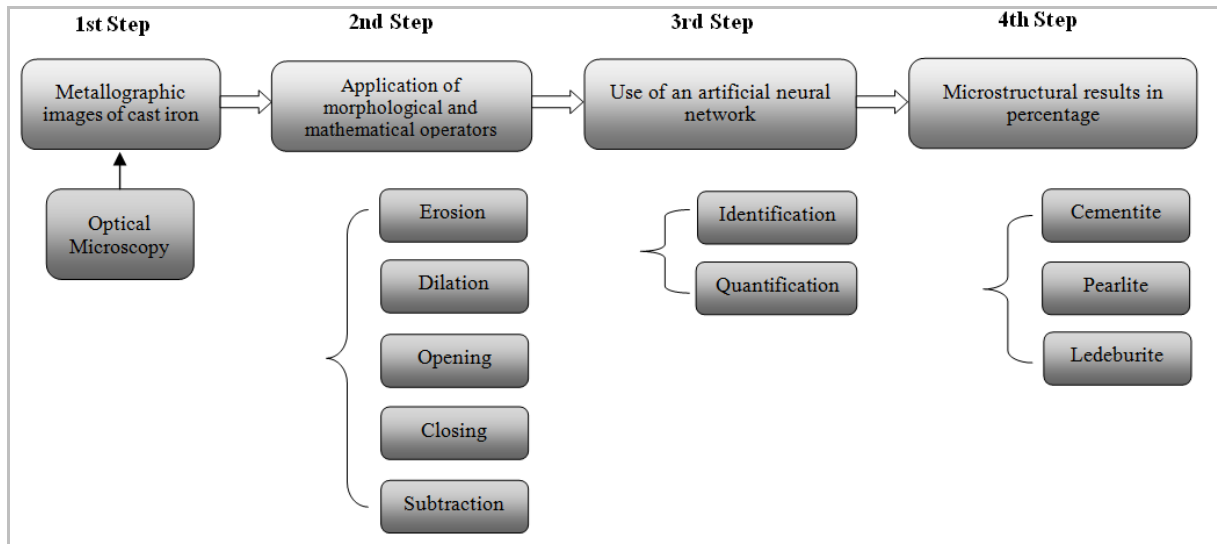 1st Step
2nd Step
3rd Step
4th Step
Metallographic
images of cast iron
Application of
morphological and
mathematical operators
Use of an artificial neural
network
Microstructural results in
percentage
Optical
Microscopy
Erosion
Dilation
Opening
Closing
Subtraction
Identification
Quantification
Cementite
Pearlite
Ledeburite